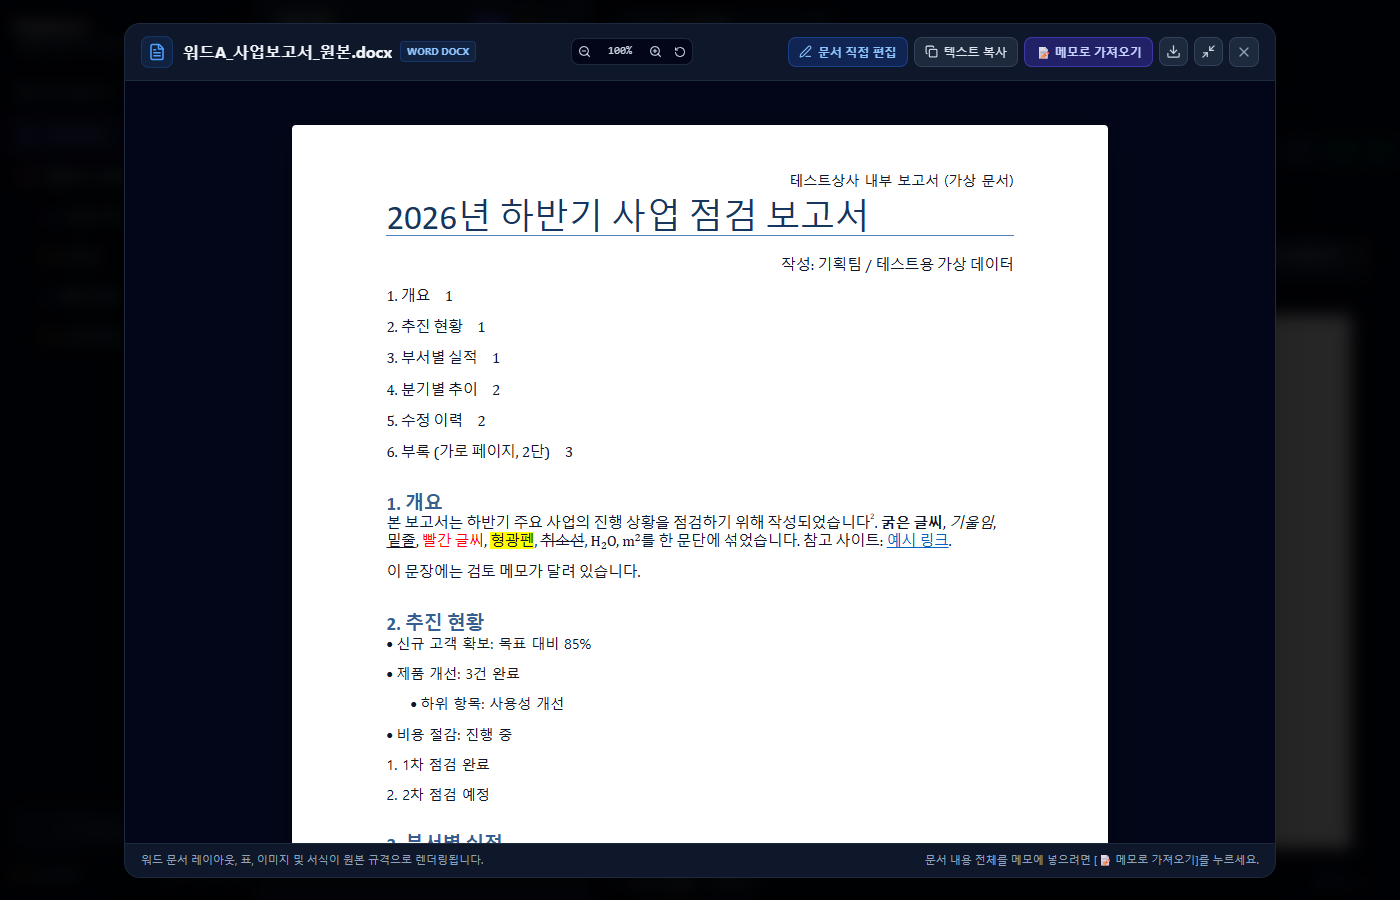 워드A_사업보고서_원본.docx WORD DOCX 100% 문서 직접 편집 텍스트 복사 메모로 가져오기
테스트상사 내부 보고서 (가상 문서)
2026년 하반기 사업 점검 보고서
작성: 기획팀 / 테스트용 가상 데이터
1. 개요 1
2. 추진 현황 1
3. 부서별 실적 1
4. 분기별 추이 2
5. 수정 이력 2
6. 부록 (가로 페이지, 2단) 3
1. 개요
본 보고서는 하반기 주요 사업의 진행 상황을 점검하기 위해 작성되었습니다2. 굵은 글씨, 기울임,
밑줄, 빨간 글씨, 형광펜, 취소선, H2O, m2를 한 문단에 섞었습니다. 참고 사이트: 예시 링크.
이 문장에는 검토 메모가 달려 있습니다.
2. 추진 현황
• 신규 고객 확보: 목표 대비 85%
• 제품 개선: 3건 완료
• 하위 항목: 사용성 개선
• 비용 절감: 진행 중
1. 1차 점검 완료
2. 2차 점검 예정
3. 부서별 실적
워드 문서 레이아웃, 표, 이미지 및 서식이 원본 규격으로 렌더링됩니다. 문서 내용 전체를 메모에 넣으려면 [메모로 가져오기]를 누르세요.